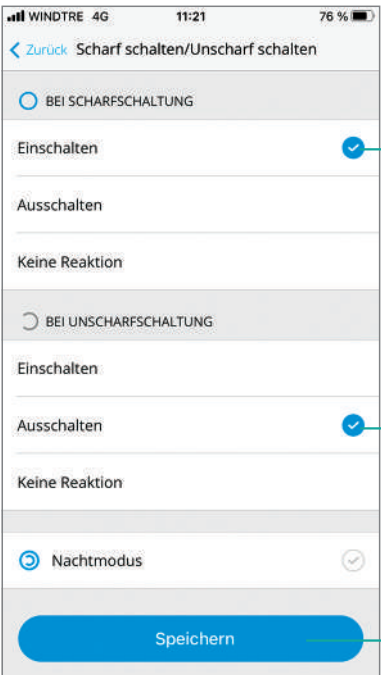 WINDTRE 4G 11:21 76 %
Zurück Scharf schalten/Unscharf schalten
BEI SCHARFSCHALTUNG
Einschalten
Ausschalten
Keine Reaktion
BEI UNSCHARFSCHALTUNG
Einschalten
Ausschalten
Keine Reaktion
Nachtmodus
Speichern